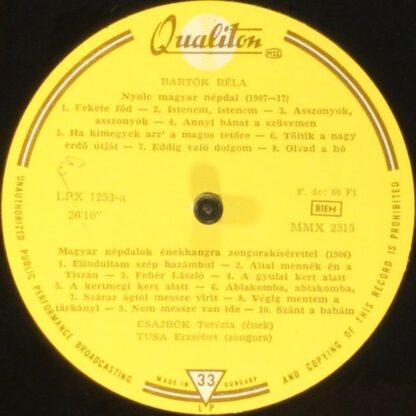 Qualiton
MSZ
BARTÓK BÉLA
Nyolc magyar népdal (1907—17)
1. Fekete főd — 2. Istenem, istenem — 3. Asszonyok,
asszonyok — 4. Annyi bánat a szüvemen
5. Ha kimegyek arr' a magos tetőre — 6. Töltik a nagy
erdő útját — 7. Eddig való dolgom — 8. Olvad a hó
LPX 1253-a
26'10"
F. ár: 60 Ft
BIEM
MMX 2315
Magyar népdalok énekhangra zongorakísérettel (1906)
1. Elindultam szép hazámbul — 2. Által mennék én a
Tiszán — 3. Fehér László — 4. A gyulai kert alatt
5. A kertmegi kert alatt — 6. Ablakomba, ablakomba,
7. Száraz ágtól messze virít — 8. Végig mentem a
tárkányi — 9. Nem messze van ide — 10. Szánt a babám
CSAJBÓK Terézia (ének)
TUSA Erzsébet (zongora)
UNAUTHORIZED PUBLIC PERFORMANCE BROADCASTING
AND COPYING OF THIS RECORD IS PROHIBITED
MADE IN HUNGARY
33
LP